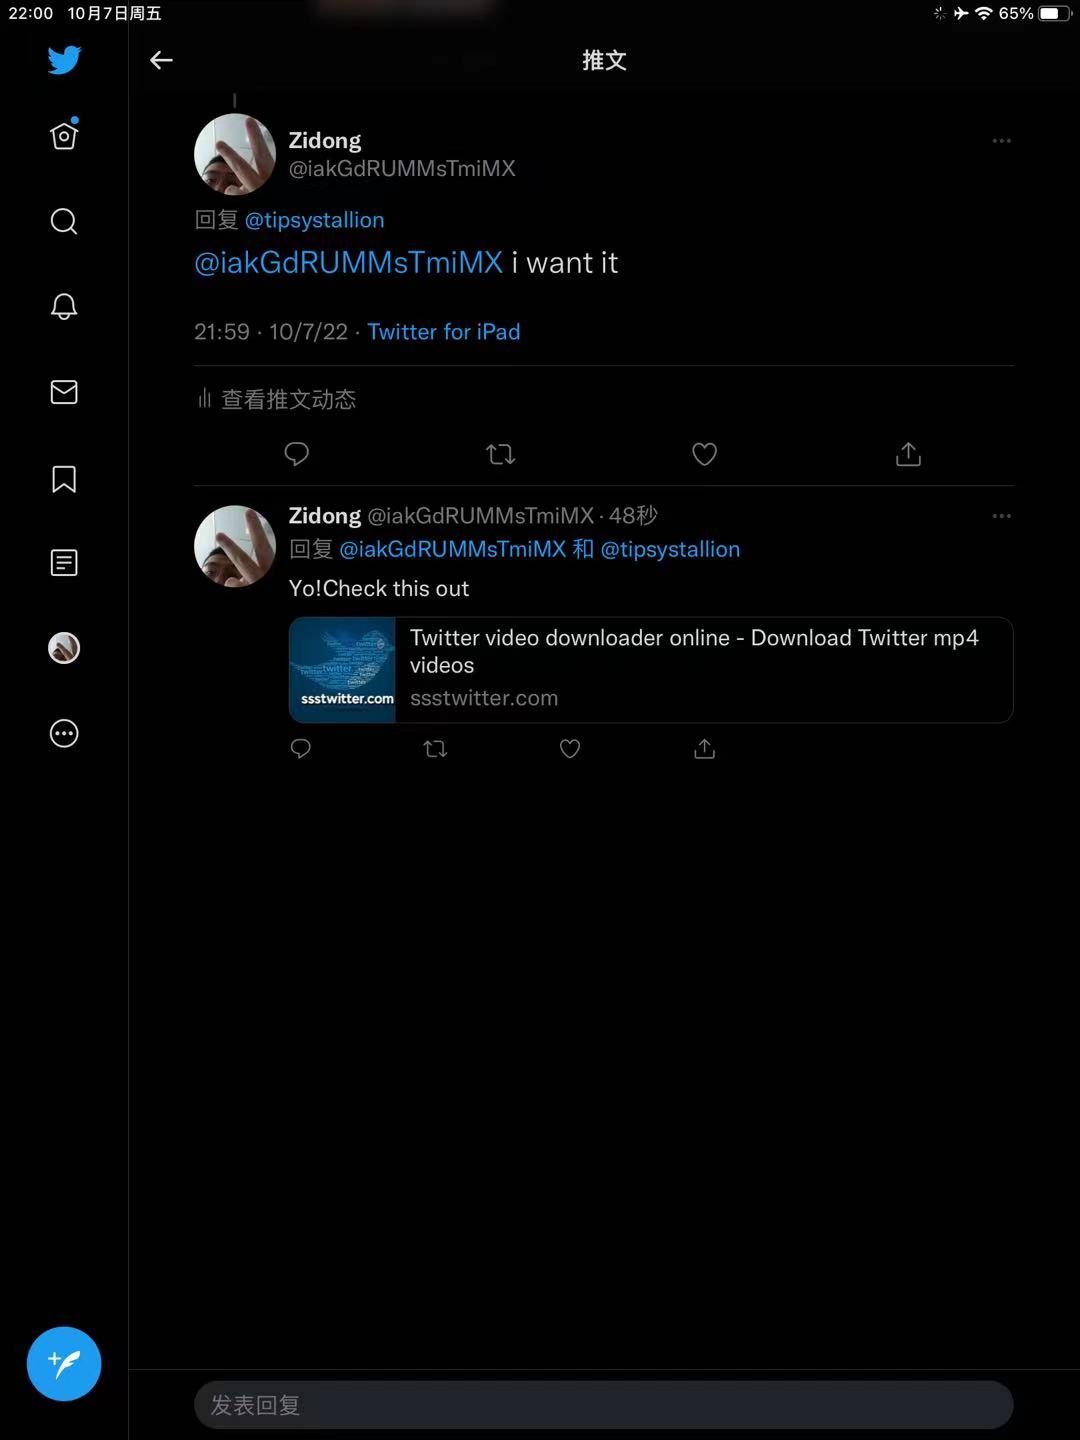 22:00 10月7日周五
65%
推文
Zidong
@iakGdRUMMsTmiMX
回复 @tipsystallion
@iakGdRUMMsTmiMX i want it
21:59 · 10/7/22 · Twitter for iPad
查看推文动态
Zidong @iakGdRUMMsTmiMX · 48秒
回复 @iakGdRUMMsTmiMX 和 @tipsystallion
Yo!Check this out
Twitter video downloader online - Download Twitter mp4
videos
ssstwitter.com
ssstwitter.com
发表回复